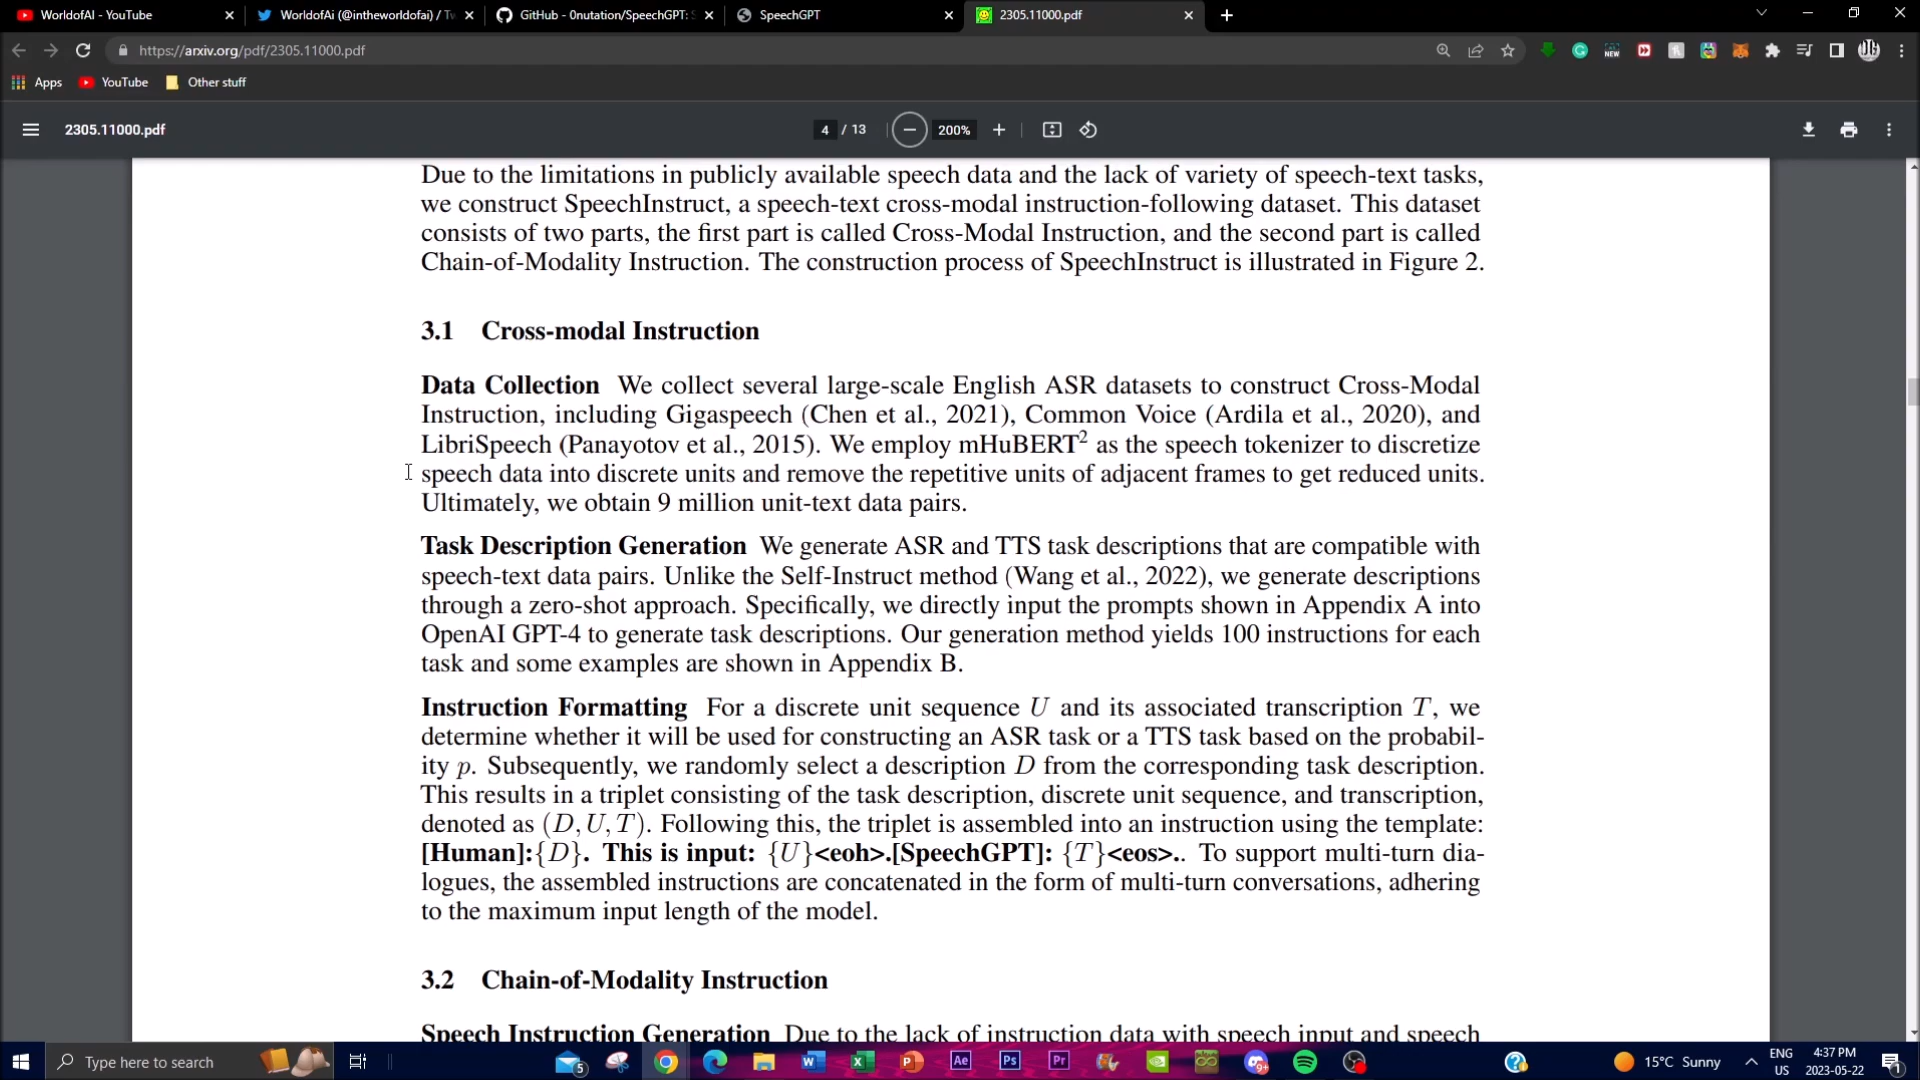 WorldofAI - YouTube
WorldofAi (@intheworldofai) / Tw
GitHub - 0nutation/SpeechGPT: S
SpeechGPT
2305.11000.pdf
https://arxiv.org/pdf/2305.11000.pdf
NEW
Apps
YouTube
Other stuff
2305.11000.pdf
4 / 13
200%
Due to the limitations in publicly available speech data and the lack of variety of speech-text tasks,
we construct SpeechInstruct, a speech-text cross-modal instruction-following dataset. This dataset
consists of two parts, the first part is called Cross-Modal Instruction, and the second part is called
Chain-of-Modality Instruction. The construction process of SpeechInstruct is illustrated in Figure 2.
3.1 Cross-modal Instruction
Data Collection We collect several large-scale English ASR datasets to construct Cross-Modal
Instruction, including Gigaspeech (Chen et al., 2021), Common Voice (Ardila et al., 2020), and
LibriSpeech (Panayotov et al., 2015). We employ mHuBERT² as the speech tokenizer to discretize
speech data into discrete units and remove the repetitive units of adjacent frames to get reduced units.
Ultimately, we obtain 9 million unit-text data pairs.
Task Description Generation We generate ASR and TTS task descriptions that are compatible with
speech-text data pairs. Unlike the Self-Instruct method (Wang et al., 2022), we generate descriptions
through a zero-shot approach. Specifically, we directly input the prompts shown in Appendix A into
OpenAI GPT-4 to generate task descriptions. Our generation method yields 100 instructions for each
task and some examples are shown in Appendix B.
Instruction Formatting For a discrete unit sequence U and its associated transcription T, we
determine whether it will be used for constructing an ASR task or a TTS task based on the probabil-
ity p. Subsequently, we randomly select a description D from the corresponding task description.
This results in a triplet consisting of the task description, discrete unit sequence, and transcription,
denoted as (D, U, T). Following this, the triplet is assembled into an instruction using the template:
[Human]:{D}. This is input: {U}<eoh>.[SpeechGPT]: {T}<eos>.. To support multi-turn dia-
logues, the assembled instructions are concatenated in the form of multi-turn conversations, adhering
to the maximum input length of the model.
3.2 Chain-of-Modality Instruction
Speech Instruction Generation Due to the lack of instruction data with speech input and speech
Type here to search
5
Ae
Ps
Pr
15°C Sunny
ENG
US
4:37 PM
2023-05-22
1